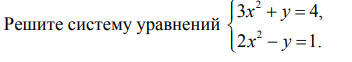 Решите систему уравнений
3x² + y = 4,
2x² − y = 1.